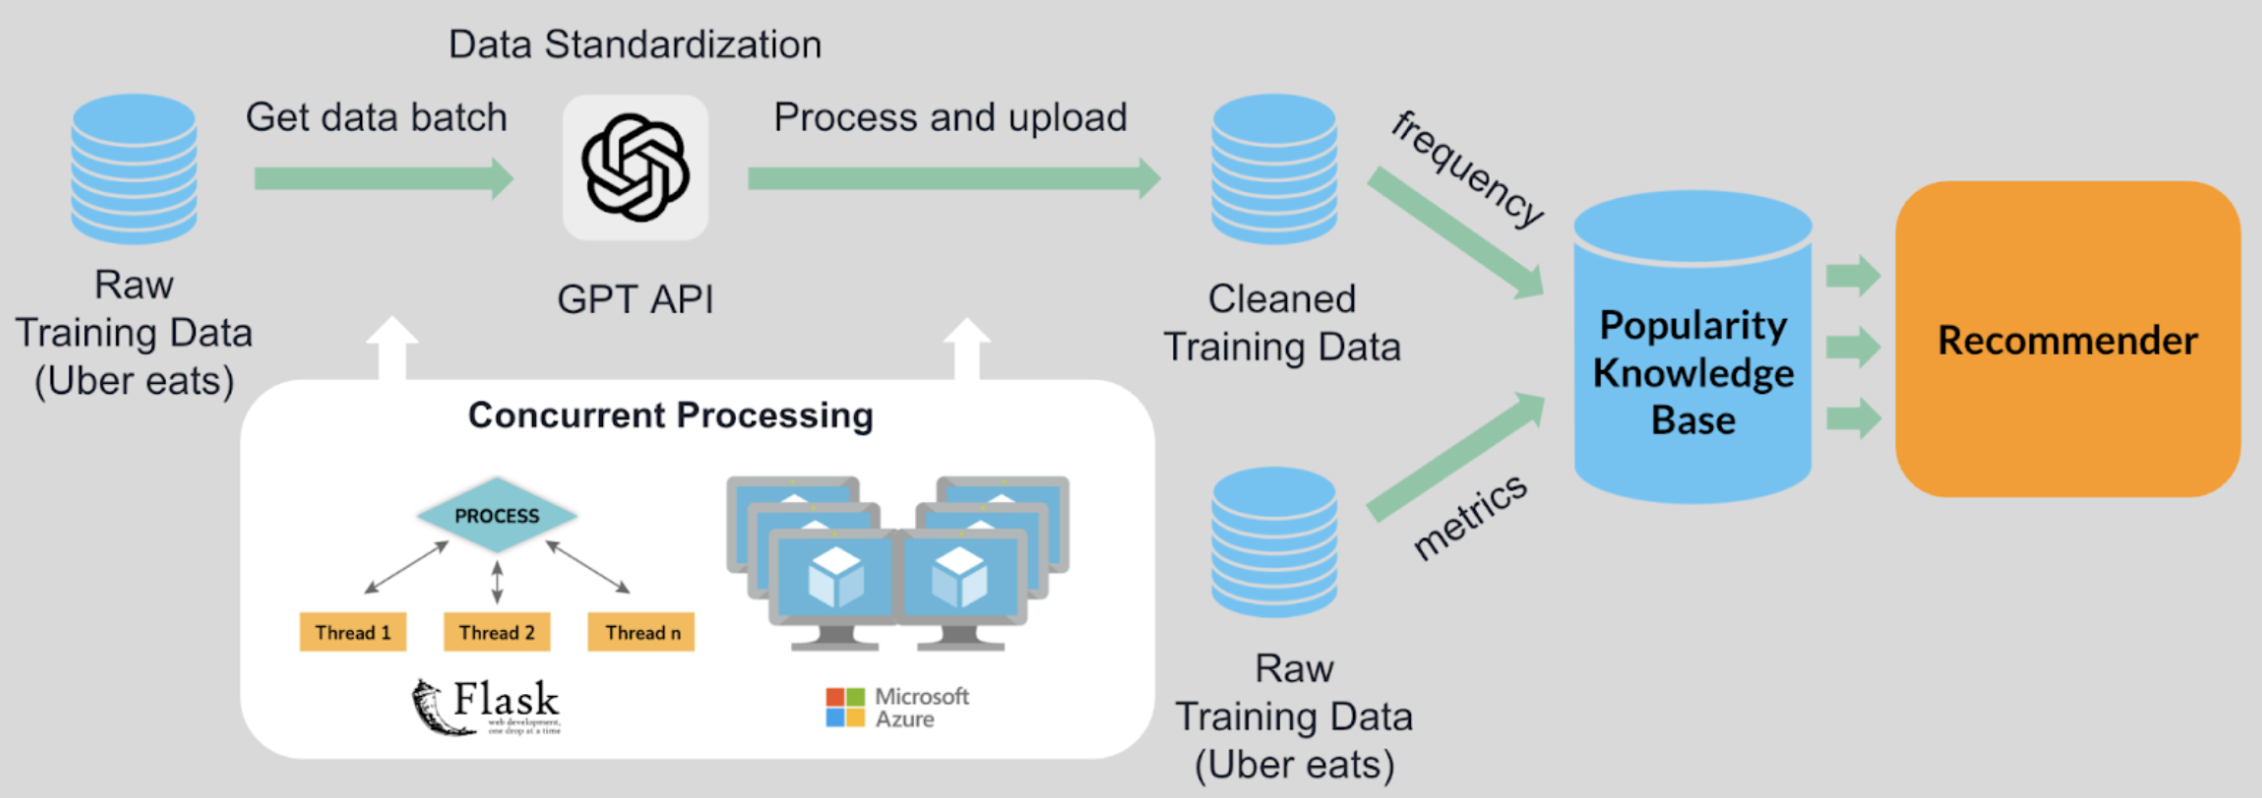 Data Standardization
Get data batch
Process and upload
Raw
Training Data
(Uber eats)
GPT API
Cleaned
Training Data
frequency
metrics
Popularity
Knowledge
Base
Recommender
Concurrent Processing
PROCESS
Thread 1
Thread 2
Thread n
Flask
web development,
one drop at a time
Microsoft
Azure
Raw
Training Data
(Uber eats)